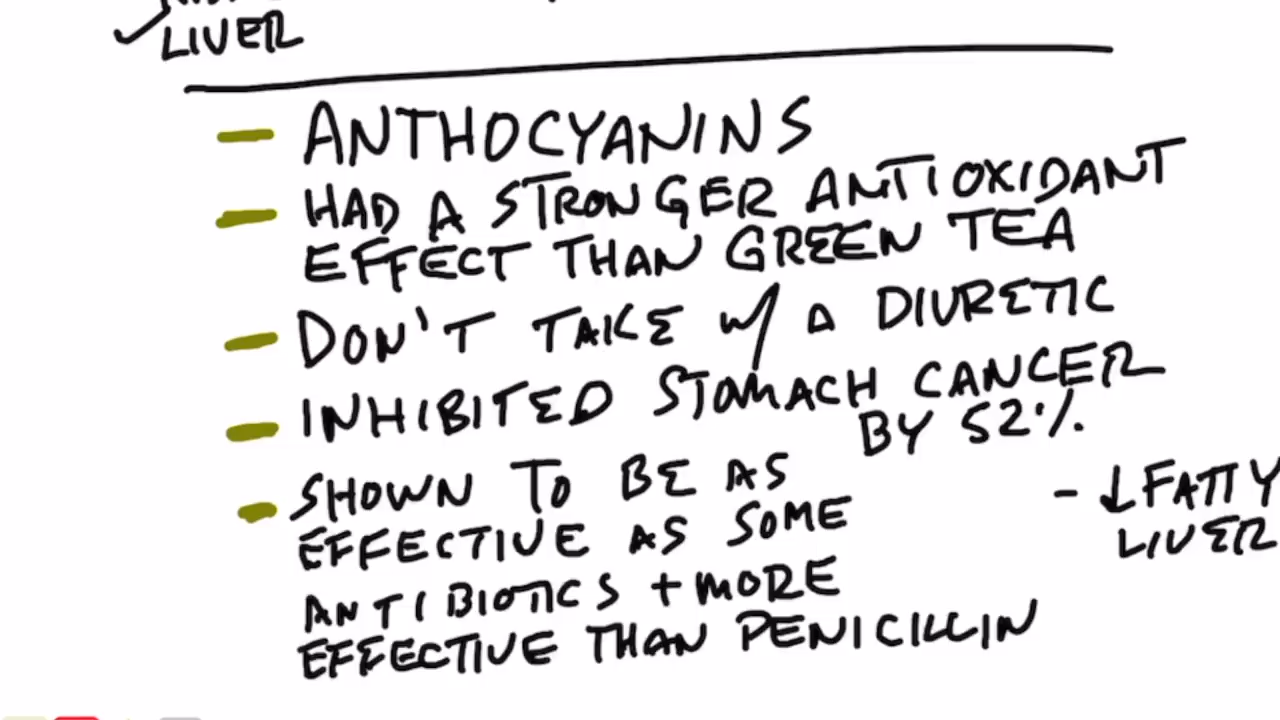 LIVER
- ANTHOCYANINS
- HAD A STRONGER ANTIOXIDANT
EFFECT THAN GREEN TEA
- DON'T TAKE w/ A DIURETIC
- INHIBITED STOMACH CANCER
BY 52%
- SHOWN TO BE AS
EFFECTIVE AS SOME
ANTIBIOTICS + MORE
EFFECTIVE THAN PENICILLIN
- ↓ FATTY
LIVER